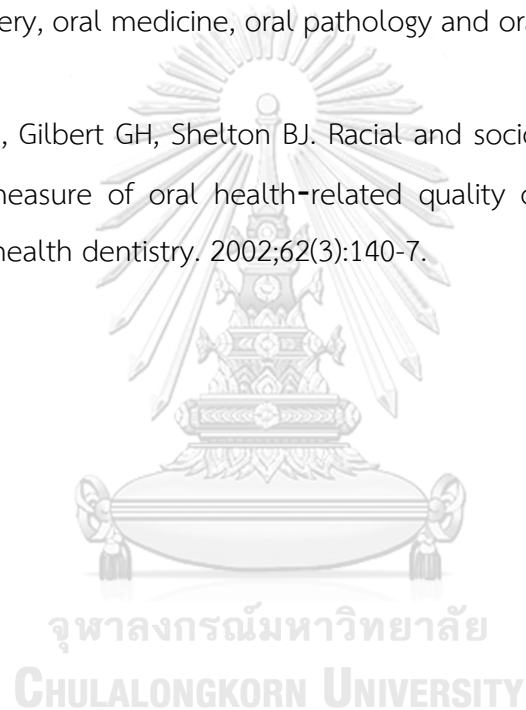 ery, oral medicine, oral pathology and ora
, Gilbert GH, Shelton BJ. Racial and socio
measure of oral health-related quality o
health dentistry. 2002;62(3):140-7.
จุฬาลงกรณ์มหาวิทยาลัย
CHULALONGKORN UNIVERSITY